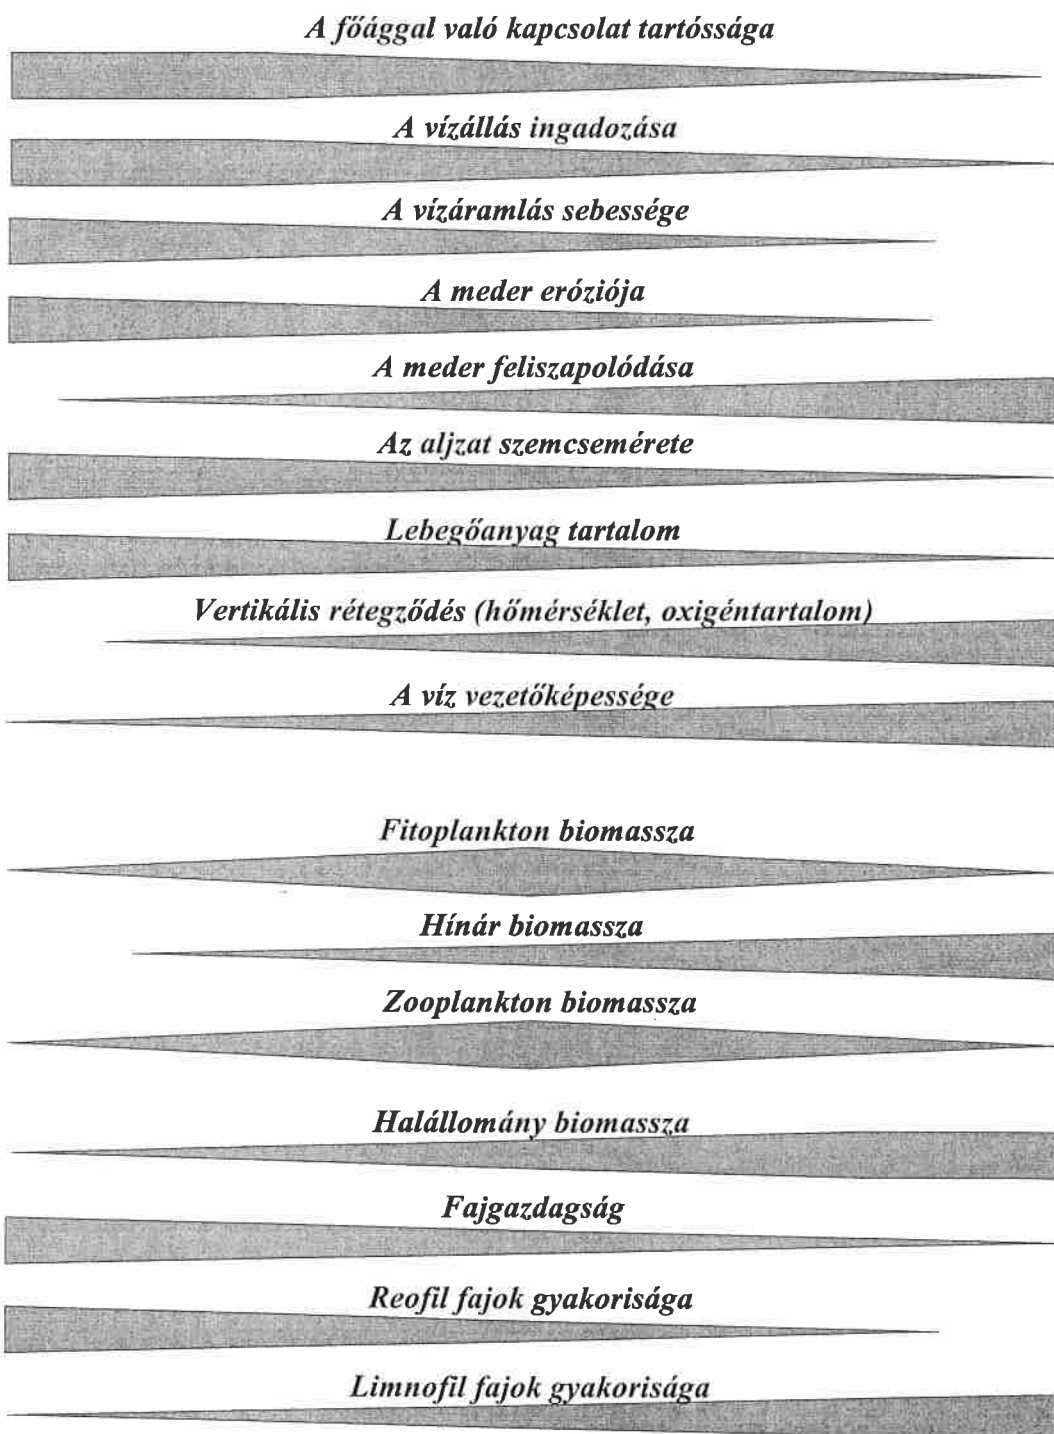 A főággal való kapcsolat tartóssága
A vízállás ingadozása
A vízáramlás sebessége
A meder eróziója
A meder feliszapolódása
Az aljzat szemcsemérete
Lebegőanyag tartalom
Vertikális rétegződés (hőmérséklet, oxigéntartalom)
A víz vezetőképessége
Fitoplankton biomassza
Hínár biomassza
Zooplankton biomassza
Halállomány biomassza
Fajgazdagság
Reofil fajok gyakorisága
Limnofil fajok gyakorisága